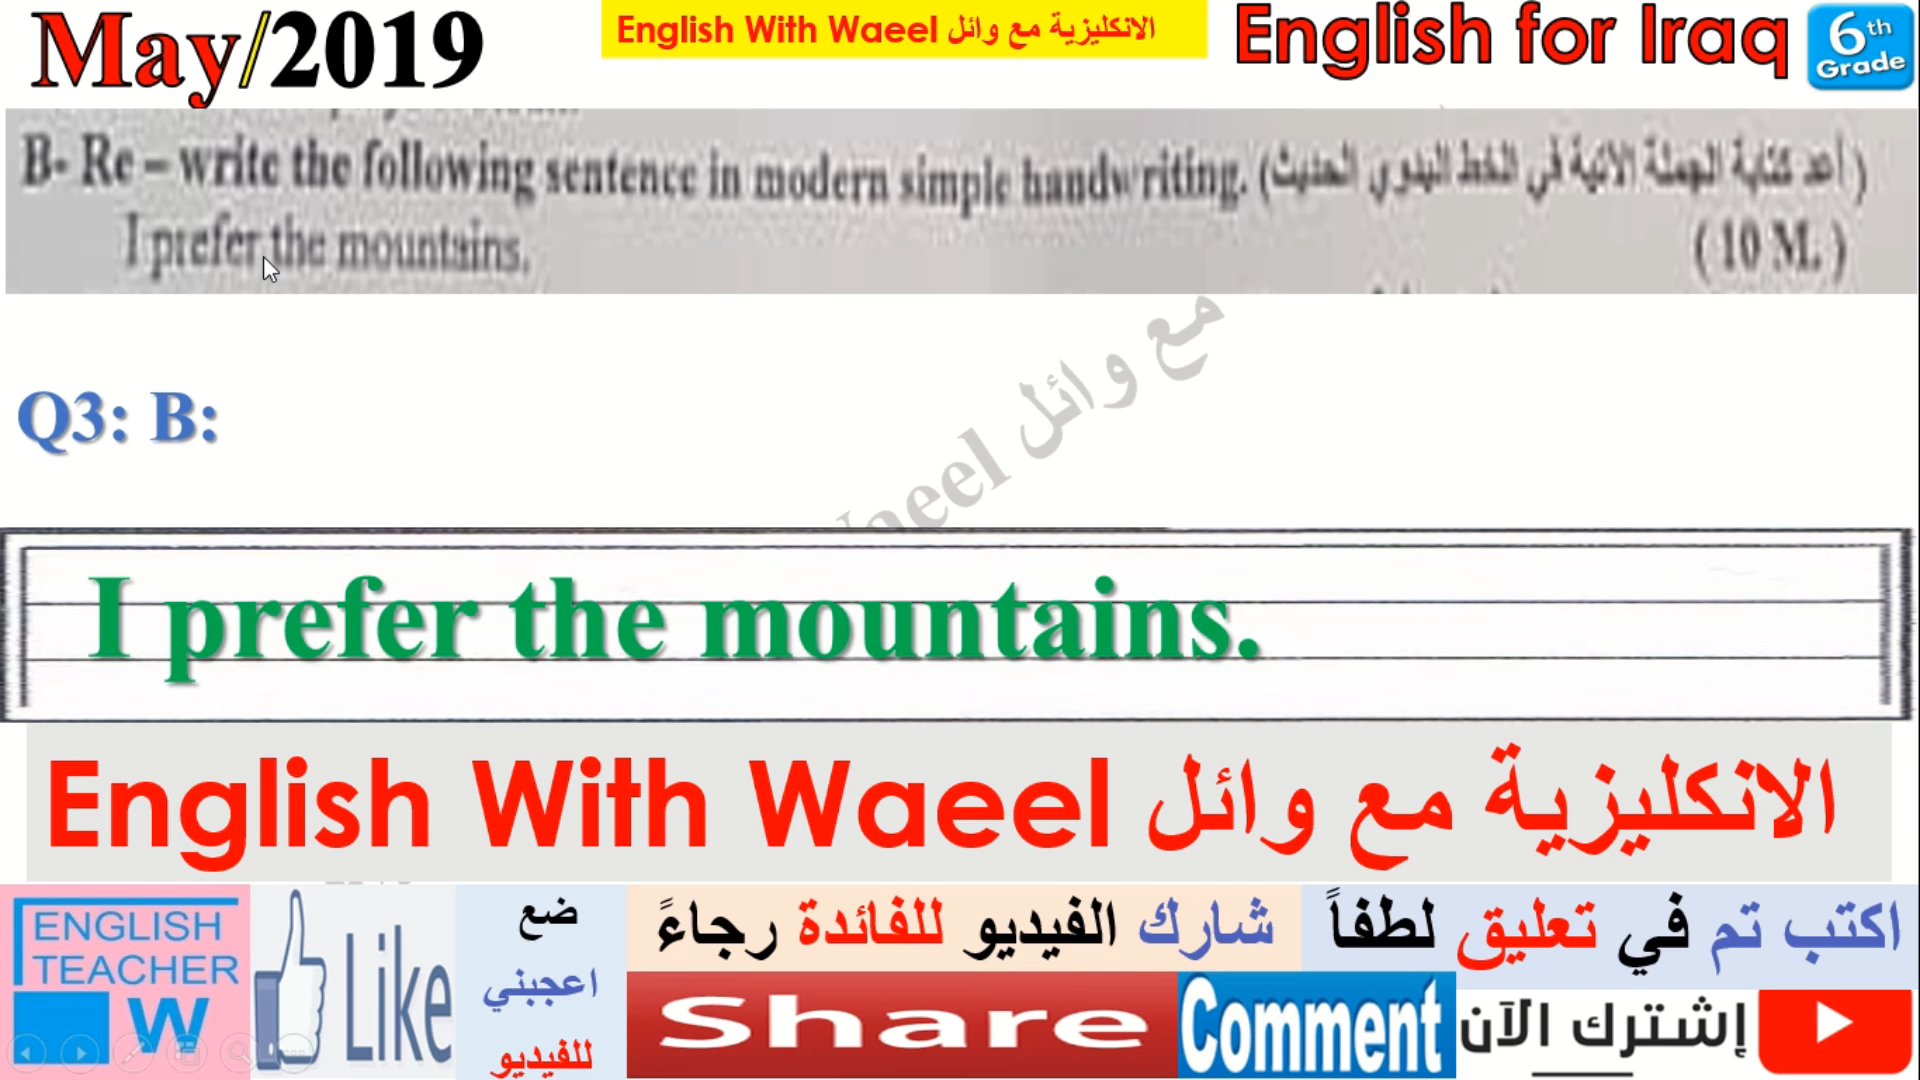 May/2019
English With Waeel الانكليزية مع وائل
English for Iraq
6th Grade
B- Re – write the following sentence in modern simple handwriting. (أعد كتابة الجملة الاتية في الخط اليدوي الحديث)
I prefer the mountains.
( 10 M. )
مع وائل
Waeel
Q3: B:
I prefer the mountains.
English With Waeel الانكليزية مع وائل
ENGLISH
TEACHER
W
Like
ضع
اعجبني
للفيديو
شارك الفيديو للفائدة رجاءً
اكتب تم في تعليق لطفاً
Share
Comment
إشترك الآن